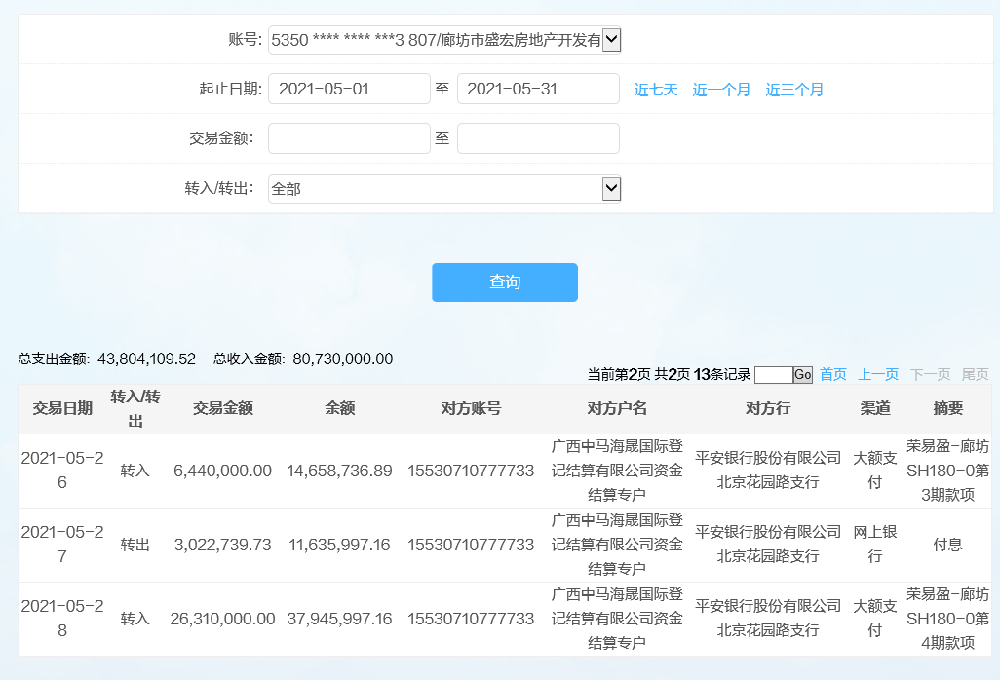 账号: 5350 **** **** ***3 807/廊坊市盛宏房地产开发有
起止日期: 2021-05-01 至 2021-05-31 近七天 近一个月 近三个月
交易金额: 至
转入/转出: 全部
查询
总支出金额: 43,804,109.52 总收入金额: 80,730,000.00
当前第2页 共2页 13条记录 Go 首页 上一页 下一页 尾页
交易日期 转入/转 交易金额 余额 对方账号 对方户名 对方行 渠道 摘要
出
广西中马海晟国际登 荣易盈-廊坊
2021-05-2 平安银行股份有限公司 大额支
转入 6,440,000.00 14,658,736.89 15530710777733 记结算有限公司资金 SH180-0第
6 北京花园路支行 付
结算专户 3期款项
广西中马海晟国际登
2021-05-2 平安银行股份有限公司 网上银
转出 3,022,739.73 11,635,997.16 15530710777733 记结算有限公司资金 付息
7 北京花园路支行 行
结算专户
广西中马海晟国际登 荣易盈-廊坊
2021-05-2 平安银行股份有限公司 大额支
转入 26,310,000.00 37,945,997.16 15530710777733 记结算有限公司资金 SH180-0第
8 北京花园路支行 付
结算专户 4期款项